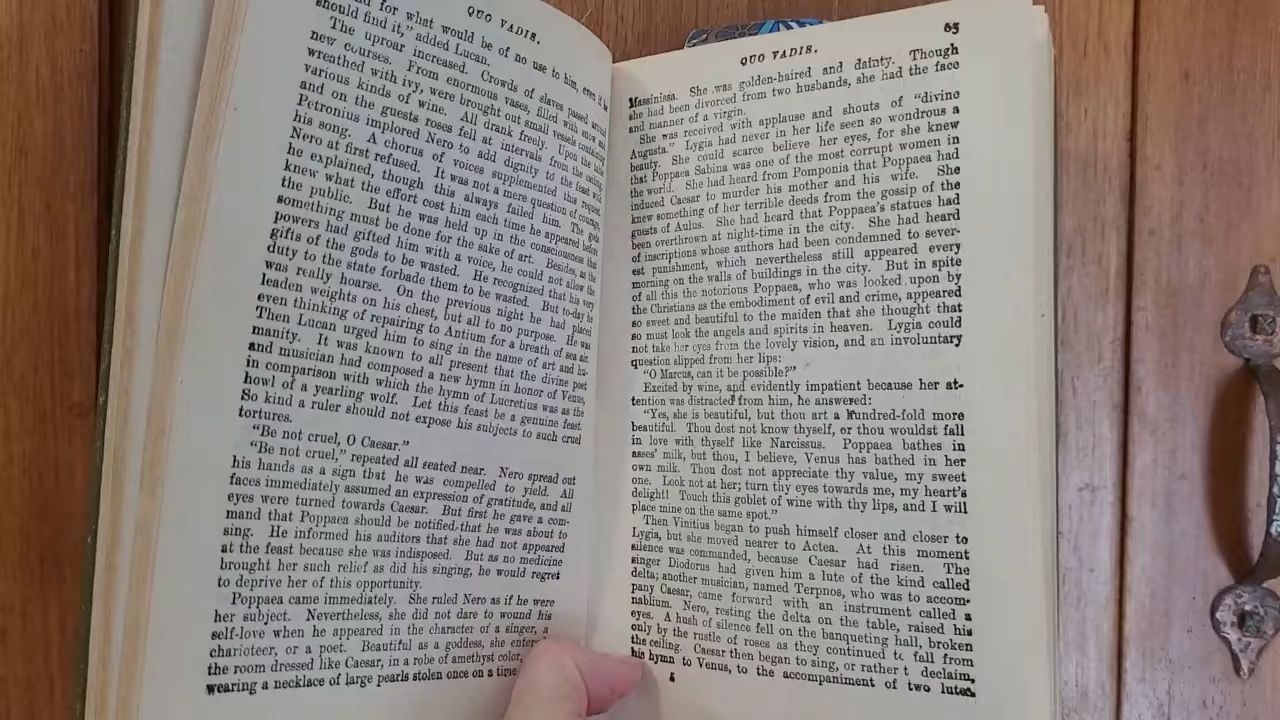 QUO VADIS.
nd for what would be of no use to him, even if he
should find it," added Lucan.
The uproar increased. Crowds of slaves passed around
new courses. From enormous vases, filled with snow and
wreathed with ivy, were brought out small vessels containing
various kinds of wine. All drank freely. Upon the table
and on the guests roses fell at intervals from the ceiling.
Petronius implored Nero to add dignity to the feast with
his song. A chorus of voices supplemented this request.
Nero at first refused. It was not a mere question of courage,
he explained, though this always failed him. The gods
knew what the effort cost him each time he appeared before
the public. But he was held up in the consciousness that
something must be done for the sake of art. Besides, as the
powers had gifted him with a voice, he could not allow the
gifts of the gods to be wasted. He recognized that his very
duty to the state forbade them to be wasted. But to-day he
was really hoarse. On the previous night he had placed
leaden weights on his chest, but all to no purpose. He was
even thinking of repairing to Antium for a breath of sea air.
Then Lucan urged him to sing in the name of art and hu-
manity. It was known to all present that the divine poet
and musician had composed a new hymn in honor of Venus,
in comparison with which the hymn of Lucretius was as the
howl of a yearling wolf. Let this feast be a genuine feast.
So kind a ruler should not expose his subjects to such cruel
tortures.
"Be not cruel, O Caesar."
"Be not cruel," repeated all seated near. Nero spread out
his hands as a sign that he was compelled to yield. All
faces immediately assumed an expression of gratitude, and all
eyes were turned towards Caesar. But first he gave a com-
mand that Poppaea should be notified that he was about to
sing. He informed his auditors that she had not appeared
at the feast because she was indisposed. But as no medicine
brought her such relief as did his singing, he would regret
to deprive her of this opportunity.
Poppaea came immediately. She ruled Nero as if he were
her subject. Nevertheless, she did not dare to wound his
self-love when he appeared in the character of a singer, a
charioteer, or a poet. Beautiful as a goddess, she entered
the room dressed like Caesar, in a robe of amethyst color,
wearing a necklace of large pearls stolen once on a time
QUO VADIS. 65
Massinissa. She was golden-haired and dainty. Though
she had been divorced from two husbands, she had the face
and manner of a virgin.
She was received with applause and shouts of "divine
Augusta." Lygia had never in her life seen so wondrous a
beauty. She could scarce believe her eyes, for she knew
that Poppaea Sabina was one of the most corrupt women in
the world. She had heard from Pomponia that Poppaea had
induced Caesar to murder his mother and his wife. She
knew something of her terrible deeds from the gossip of the
guests of Aulus. She had heard that Poppaea's statues had
been overthrown at night-time in the city. She had heard
of inscriptions whose authors had been condemned to sever-
est punishment, which nevertheless still appeared every
morning on the walls of buildings in the city. But in spite
of all this the notorious Poppaea, who was looked upon by
the Christians as the embodiment of evil and crime, appeared
so sweet and beautiful to the maiden that she thought that
so must look the angels and spirits in heaven. Lygia could
not take her eyes from the lovely vision, and an involuntary
question slipped from her lips:
"O Marcus, can it be possible?"
Excited by wine, and evidently impatient because her at-
tention was distracted from him, he answered:
"Yes, she is beautiful, but thou art a hundred-fold more
beautiful. Thou dost not know thyself, or thou wouldst fall
in love with thyself like Narcissus. Poppaea bathes in
asses' milk, but thou, I believe, Venus has bathed in her
own milk. Thou dost not appreciate thy value, my sweet
one. Look not at her; turn thy eyes towards me, my heart's
delight! Touch this goblet of wine with thy lips, and I will
place mine on the same spot."
Then Vinitius began to push himself closer and closer to
Lygia, but she moved nearer to Actea. At this moment
silence was commanded, because Caesar had risen. The
singer Diodorus had given him a lute of the kind called
delta; another musician, named Terpnos, who was to accom-
pany Caesar, came forward with an instrument called a
nablium. Nero, resting the delta on the table, raised his
eyes. A hush of silence fell on the banqueting hall, broken
only by the rustle of roses as they continued to fall from
the ceiling. Caesar then began to sing, or rather t declaim,
his hymn to Venus, to the accompaniment of two lutes.
5